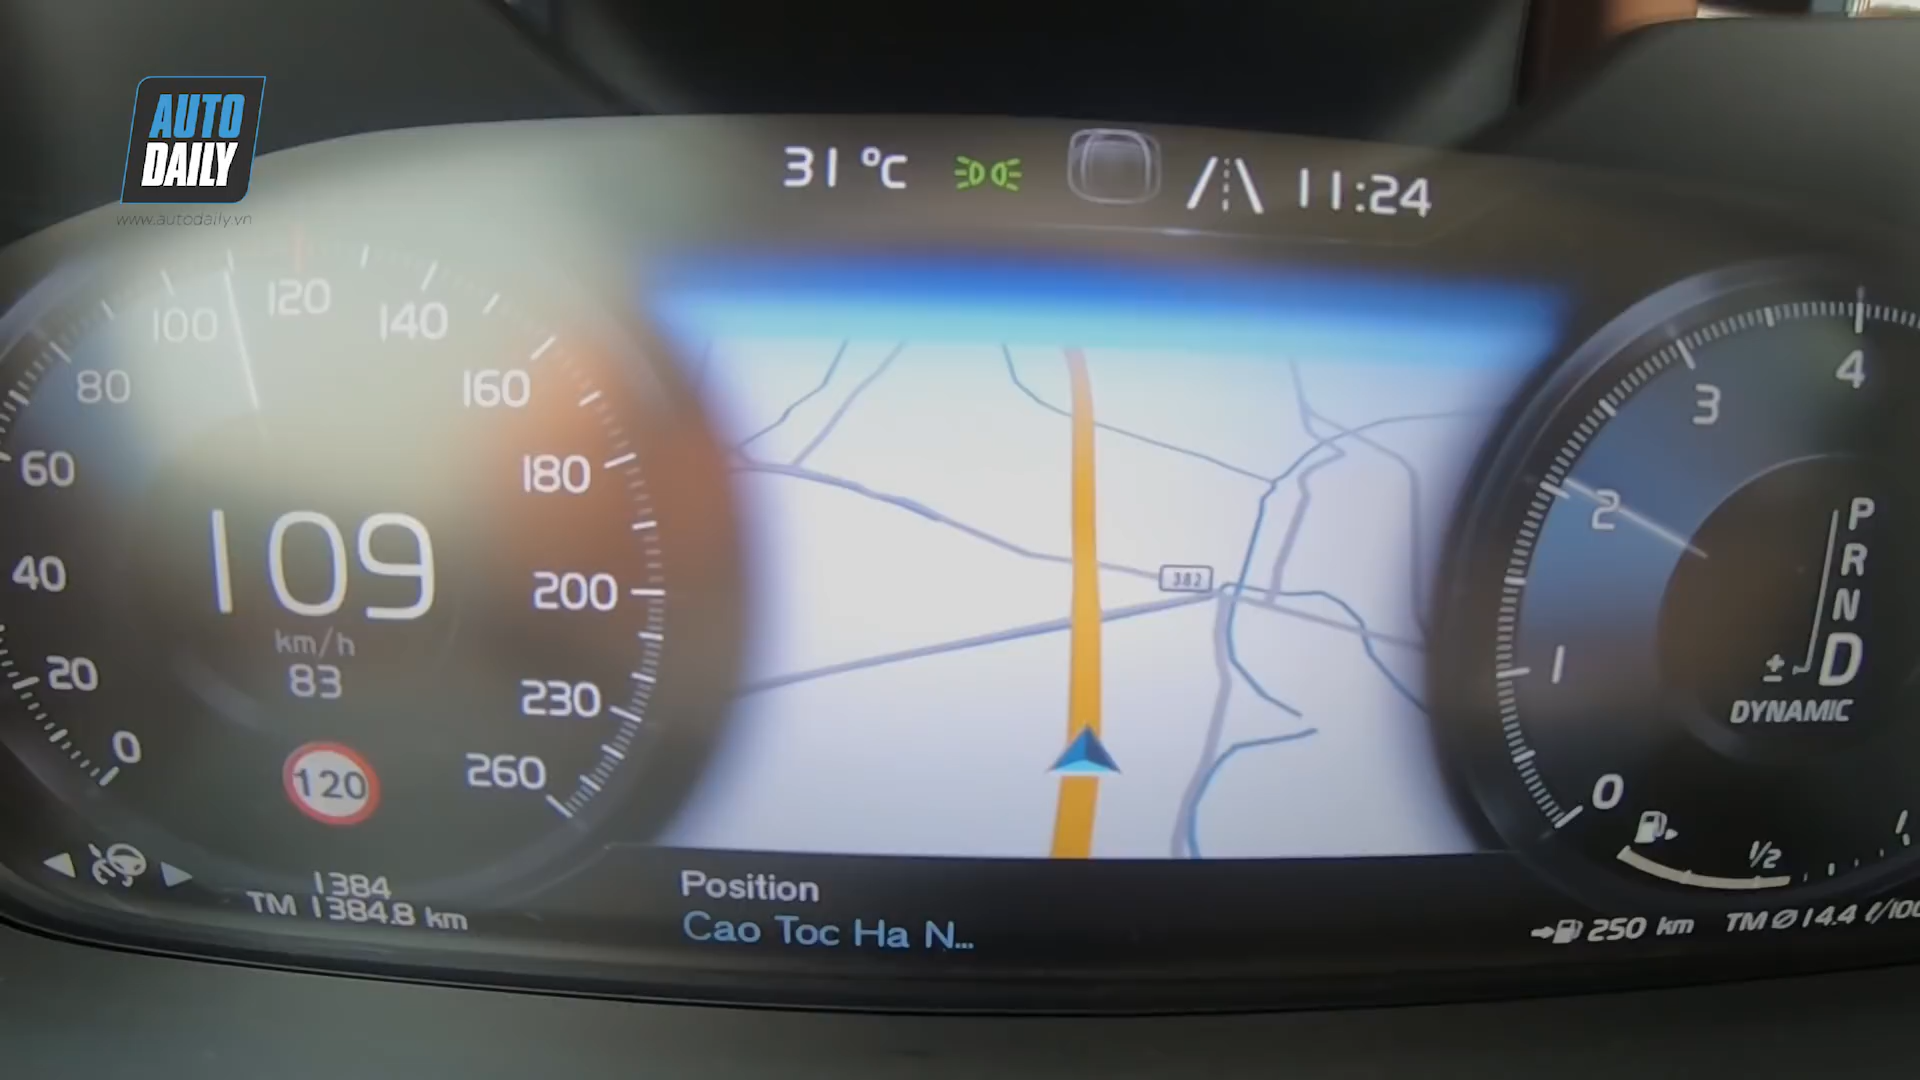 AUTO
DAILY
www.autodaily.vn
31 °C
11:24
0
20
40
60
80
100
120
140
160
180
200
230
260
109
km/h
83
120
1384
TM 1384.8 km
382
Position
Cao Toc Ha N...
0
1
2
3
4
P
R
N
D
±
DYNAMIC
1/2
250 km
TM Ø 14.4 ℓ/100